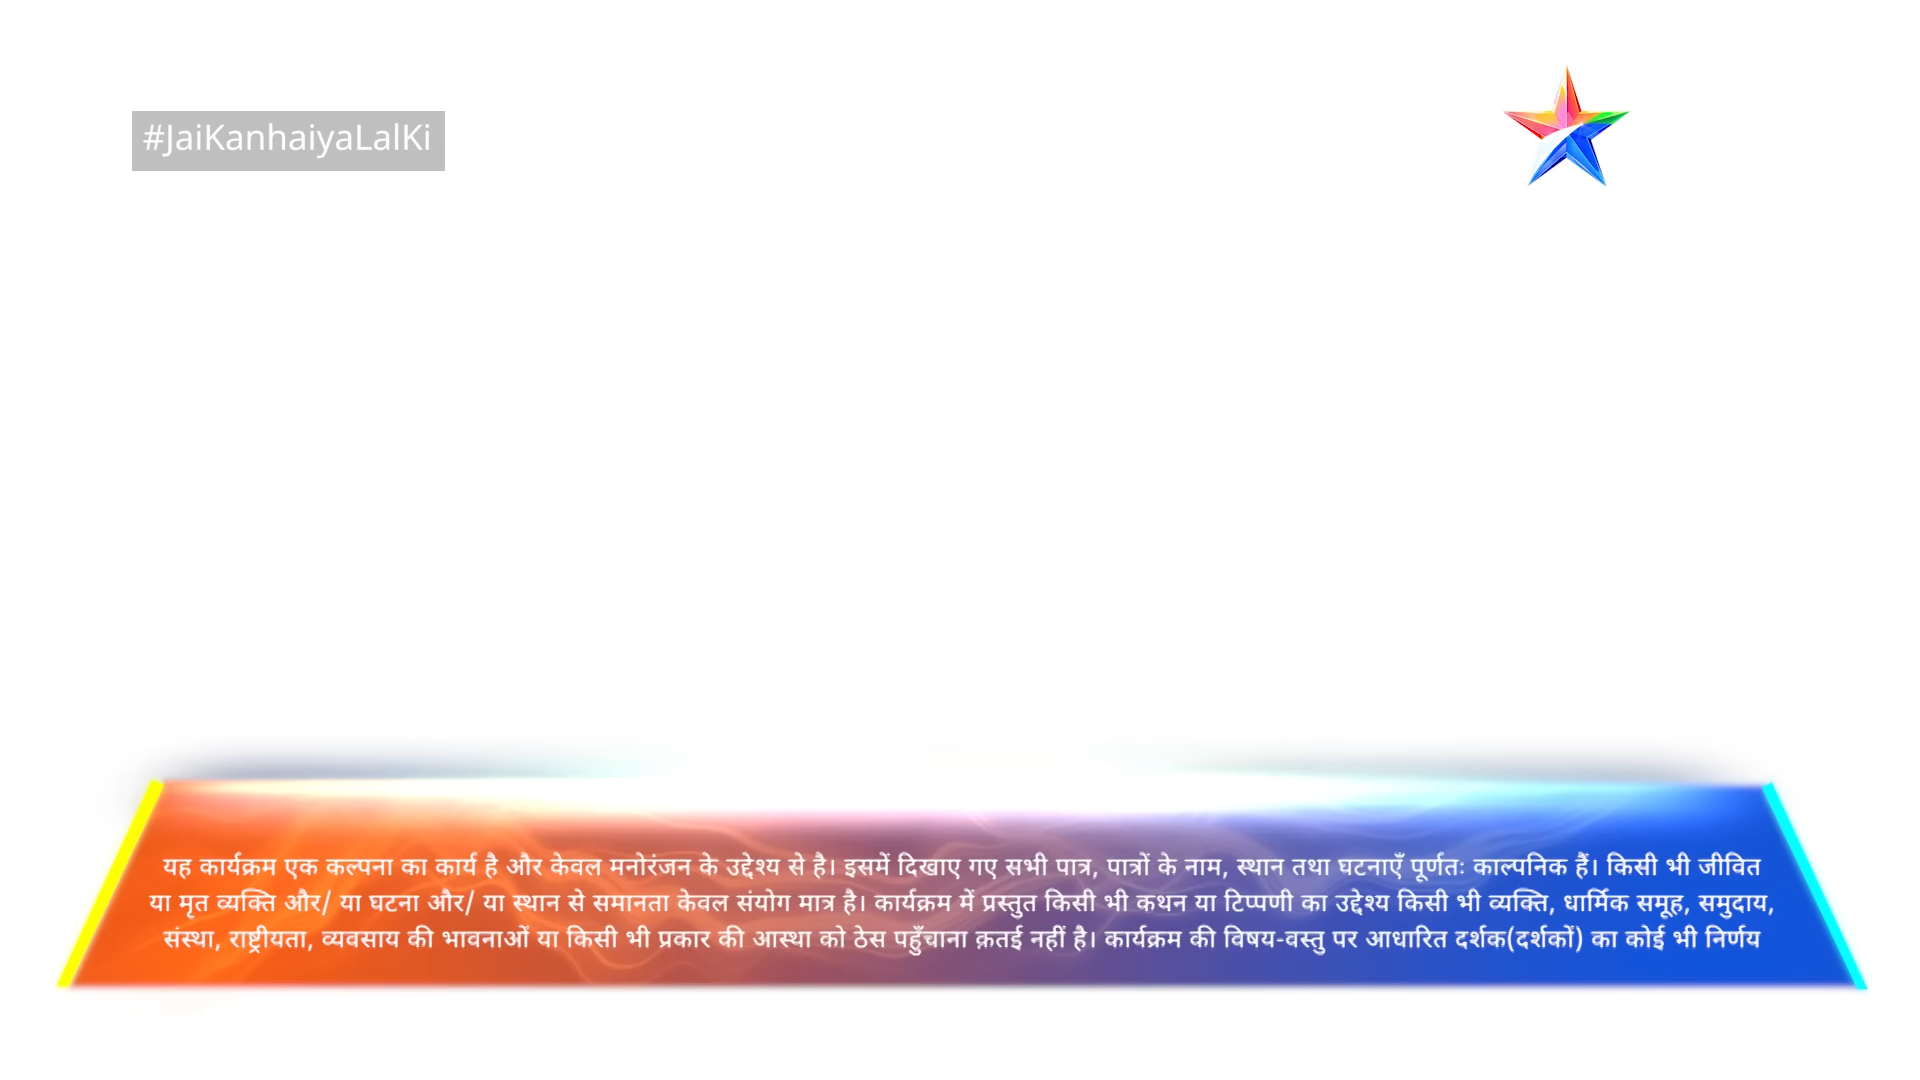 #JaiKanhaiyaLalKi
यह कार्यक्रम एक कल्पना का कार्य है और केवल मनोरंजन के उद्देश्य से है। इसमें दिखाए गए सभी पात्र, पात्रों के नाम, स्थान तथा घटनाएँ पूर्णतः काल्पनिक हैं। किसी भी जीवित
या मृत व्यक्ति और/ या घटना और/ या स्थान से समानता केवल संयोग मात्र है। कार्यक्रम में प्रस्तुत किसी भी कथन या टिप्पणी का उद्देश्य किसी भी व्यक्ति, धार्मिक समूह, समुदाय,
संस्था, राष्ट्रीयता, व्यवसाय की भावनाओं या किसी भी प्रकार की आस्था को ठेस पहुँचाना क़तई नहीं है। कार्यक्रम की विषय-वस्तु पर आधारित दर्शक(दर्शकों) का कोई भी निर्णय